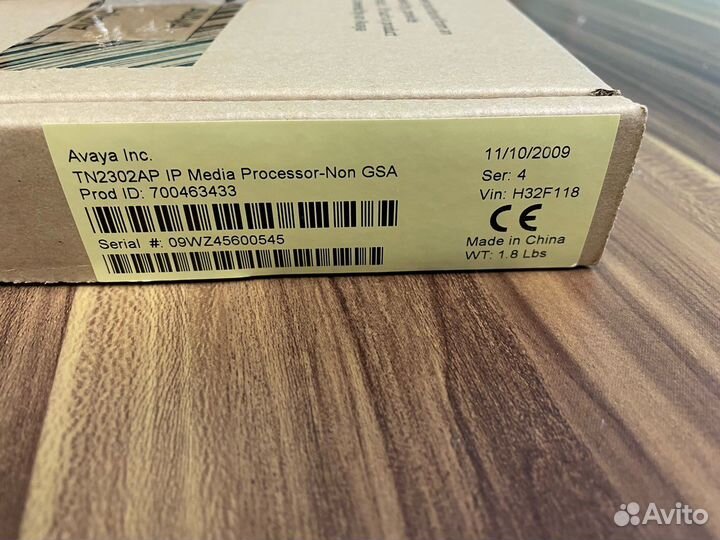 Avaya Inc.
TN2302AP IP Media Processor-Non GSA
Prod ID: 700463433
Serial #: 09WZ45600545
11/10/2009
Ser: 4
Vin: H32F118
CE
Made in China
WT: 1.8 Lbs
Avito